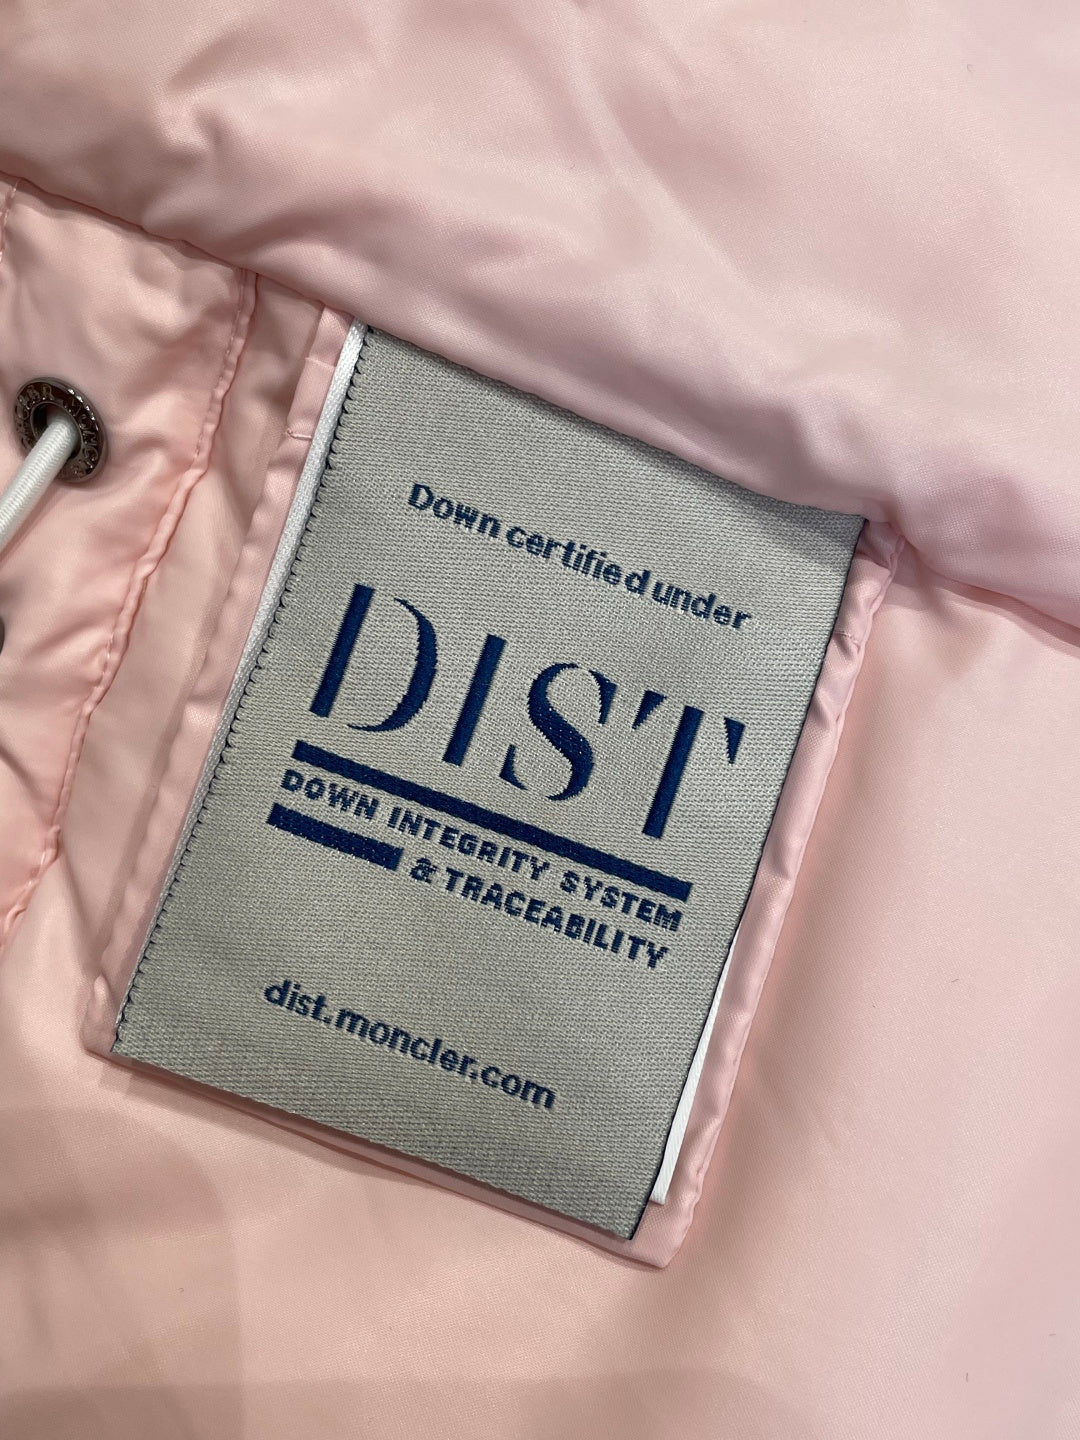 Down certified under
DIST
DOWN INTEGRITY SYSTEM
& TRACEABILITY
dist.moncler.com